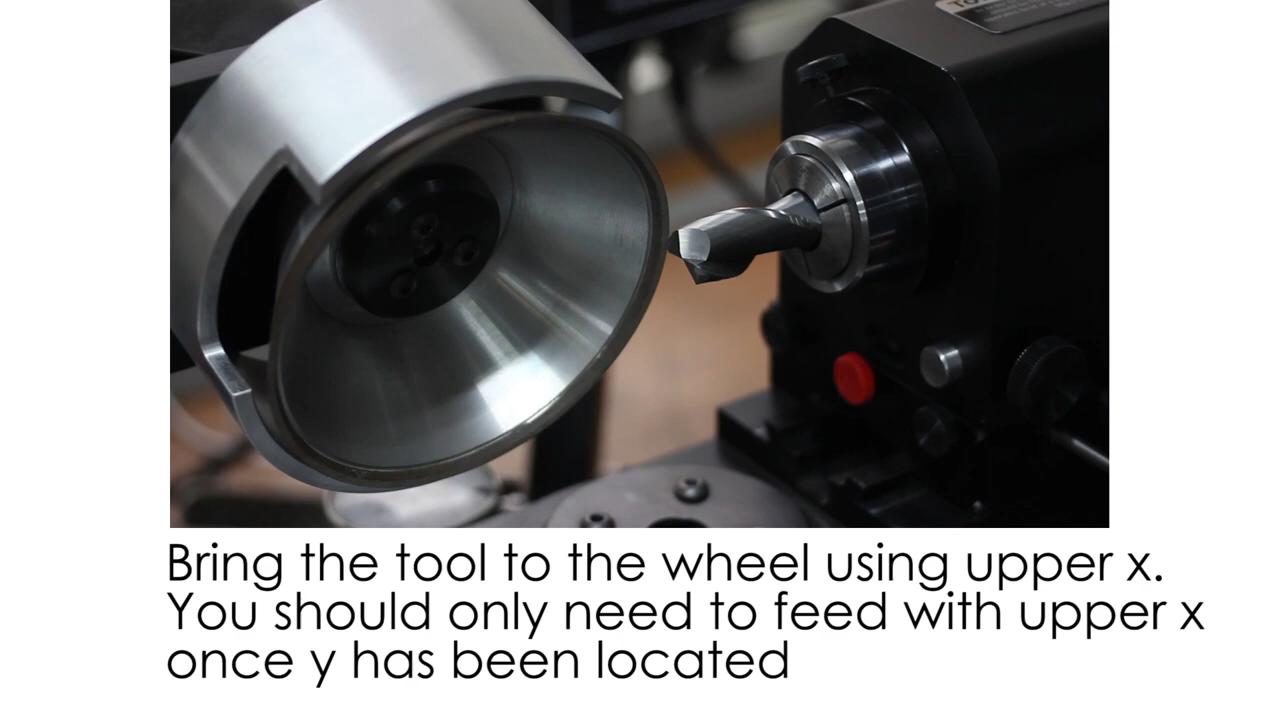 Bring the tool to the wheel using upper x.
You should only need to feed with upper x
once y has been located